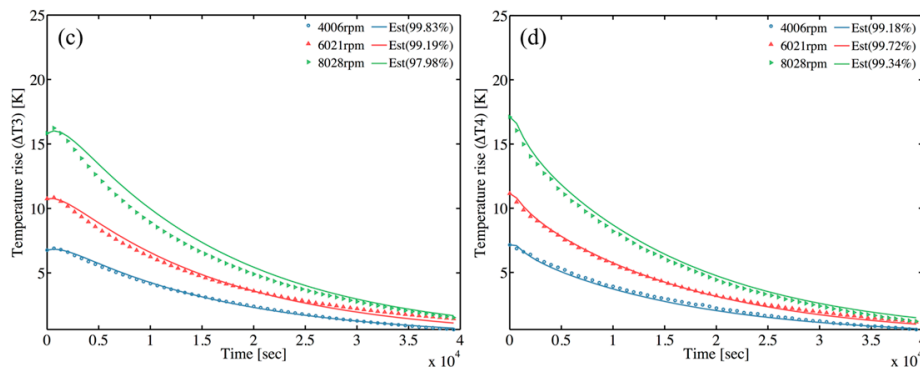 (c)
4006rpm Est(99.83%)
6021rpm Est(99.19%)
8028rpm Est(97.98%)
Temperature rise (ΔT3) [K]
25
20
15
10
5
0 0.5 1 1.5 2 2.5 3 3.5 4
Time [sec]
x 10⁴
(d)
4006rpm Est(99.18%)
6021rpm Est(99.72%)
8028rpm Est(99.34%)
Temperature rise (ΔT4) [K]
25
20
15
10
5
0 0.5 1 1.5 2 2.5 3 3.5 4
Time [sec]
x 10⁴